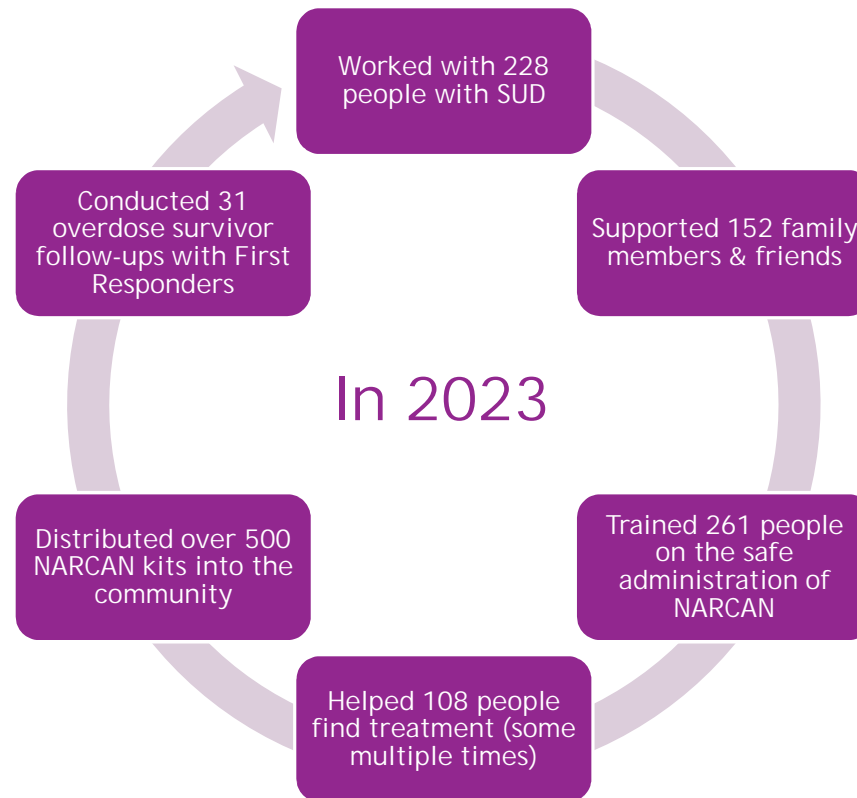 Worked with 228
people with SUD
Supported 152 family
members & friends
Trained 261 people
on the safe
administration of
NARCAN
Helped 108 people
find treatment (some
multiple times)
Distributed over 500
NARCAN kits into the
community
Conducted 31
overdose survivor
follow-ups with First
Responders
In 2023